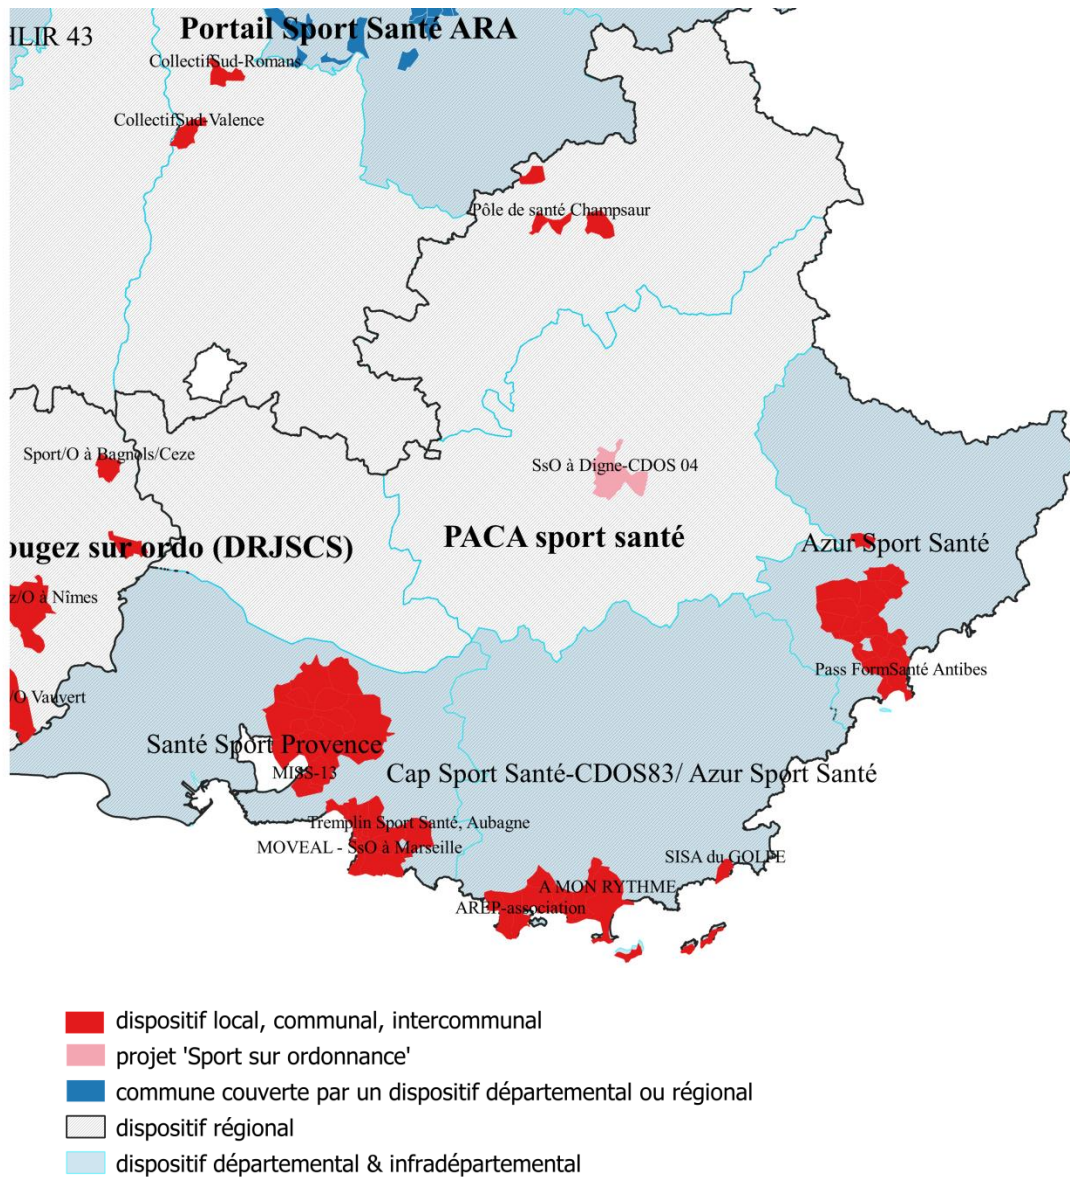 HLIR 43
Portail Sport Santé ARA
CollectifSud-Romans
CollectifSud-Valence
Pôle de santé Champsaur
Sport/O à Bagnols/Ceze
SsO à Digne-CDOS 04
PACA sport santé
ougez sur ordo (DRJSCS)
Azur Sport Santé
z/O à Nîmes
Pass FormSanté Antibes
/O Vauvert
Santé Sport Provence
MISS-13
Cap Sport Santé-CDOS83/ Azur Sport Santé
Tremplin Sport Santé, Aubagne
MOVEAL - SsO à Marseille
SISA du GOLFE
A MON RYTHME
AREP-association
dispositif local, communal, intercommunal
projet 'Sport sur ordonnance'
commune couverte par un dispositif départemental ou régional
dispositif régional
dispositif départemental & infradépartemental